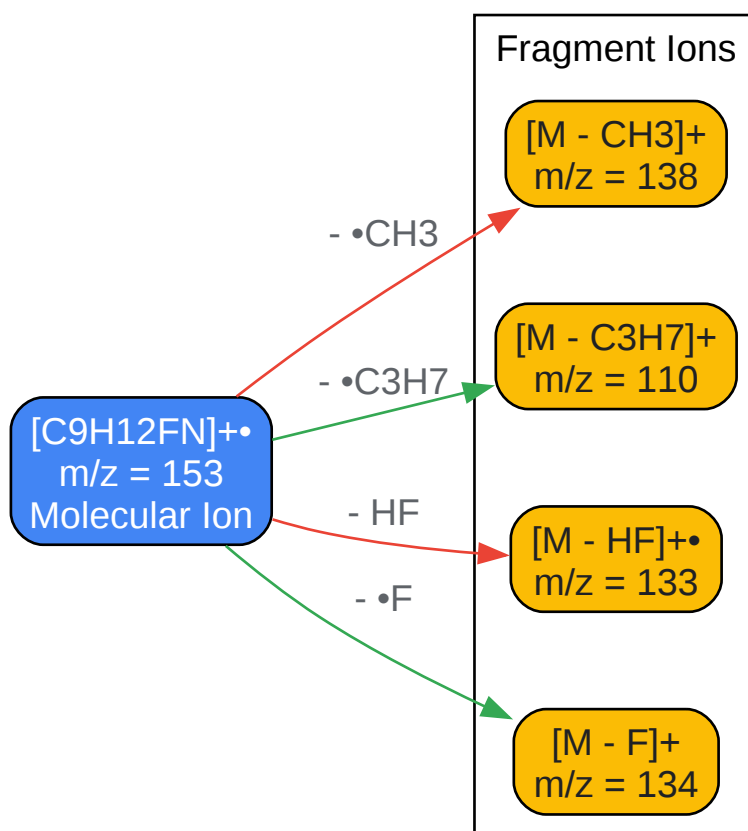 Fragment Ions
[M - CH3]+
m/z = 138
- •CH3
[M - C3H7]+
m/z = 110
- •C3H7
[C9H12FN]+•
m/z = 153
Molecular Ion
- HF
[M - HF]+•
m/z = 133
- •F
[M - F]+
m/z = 134